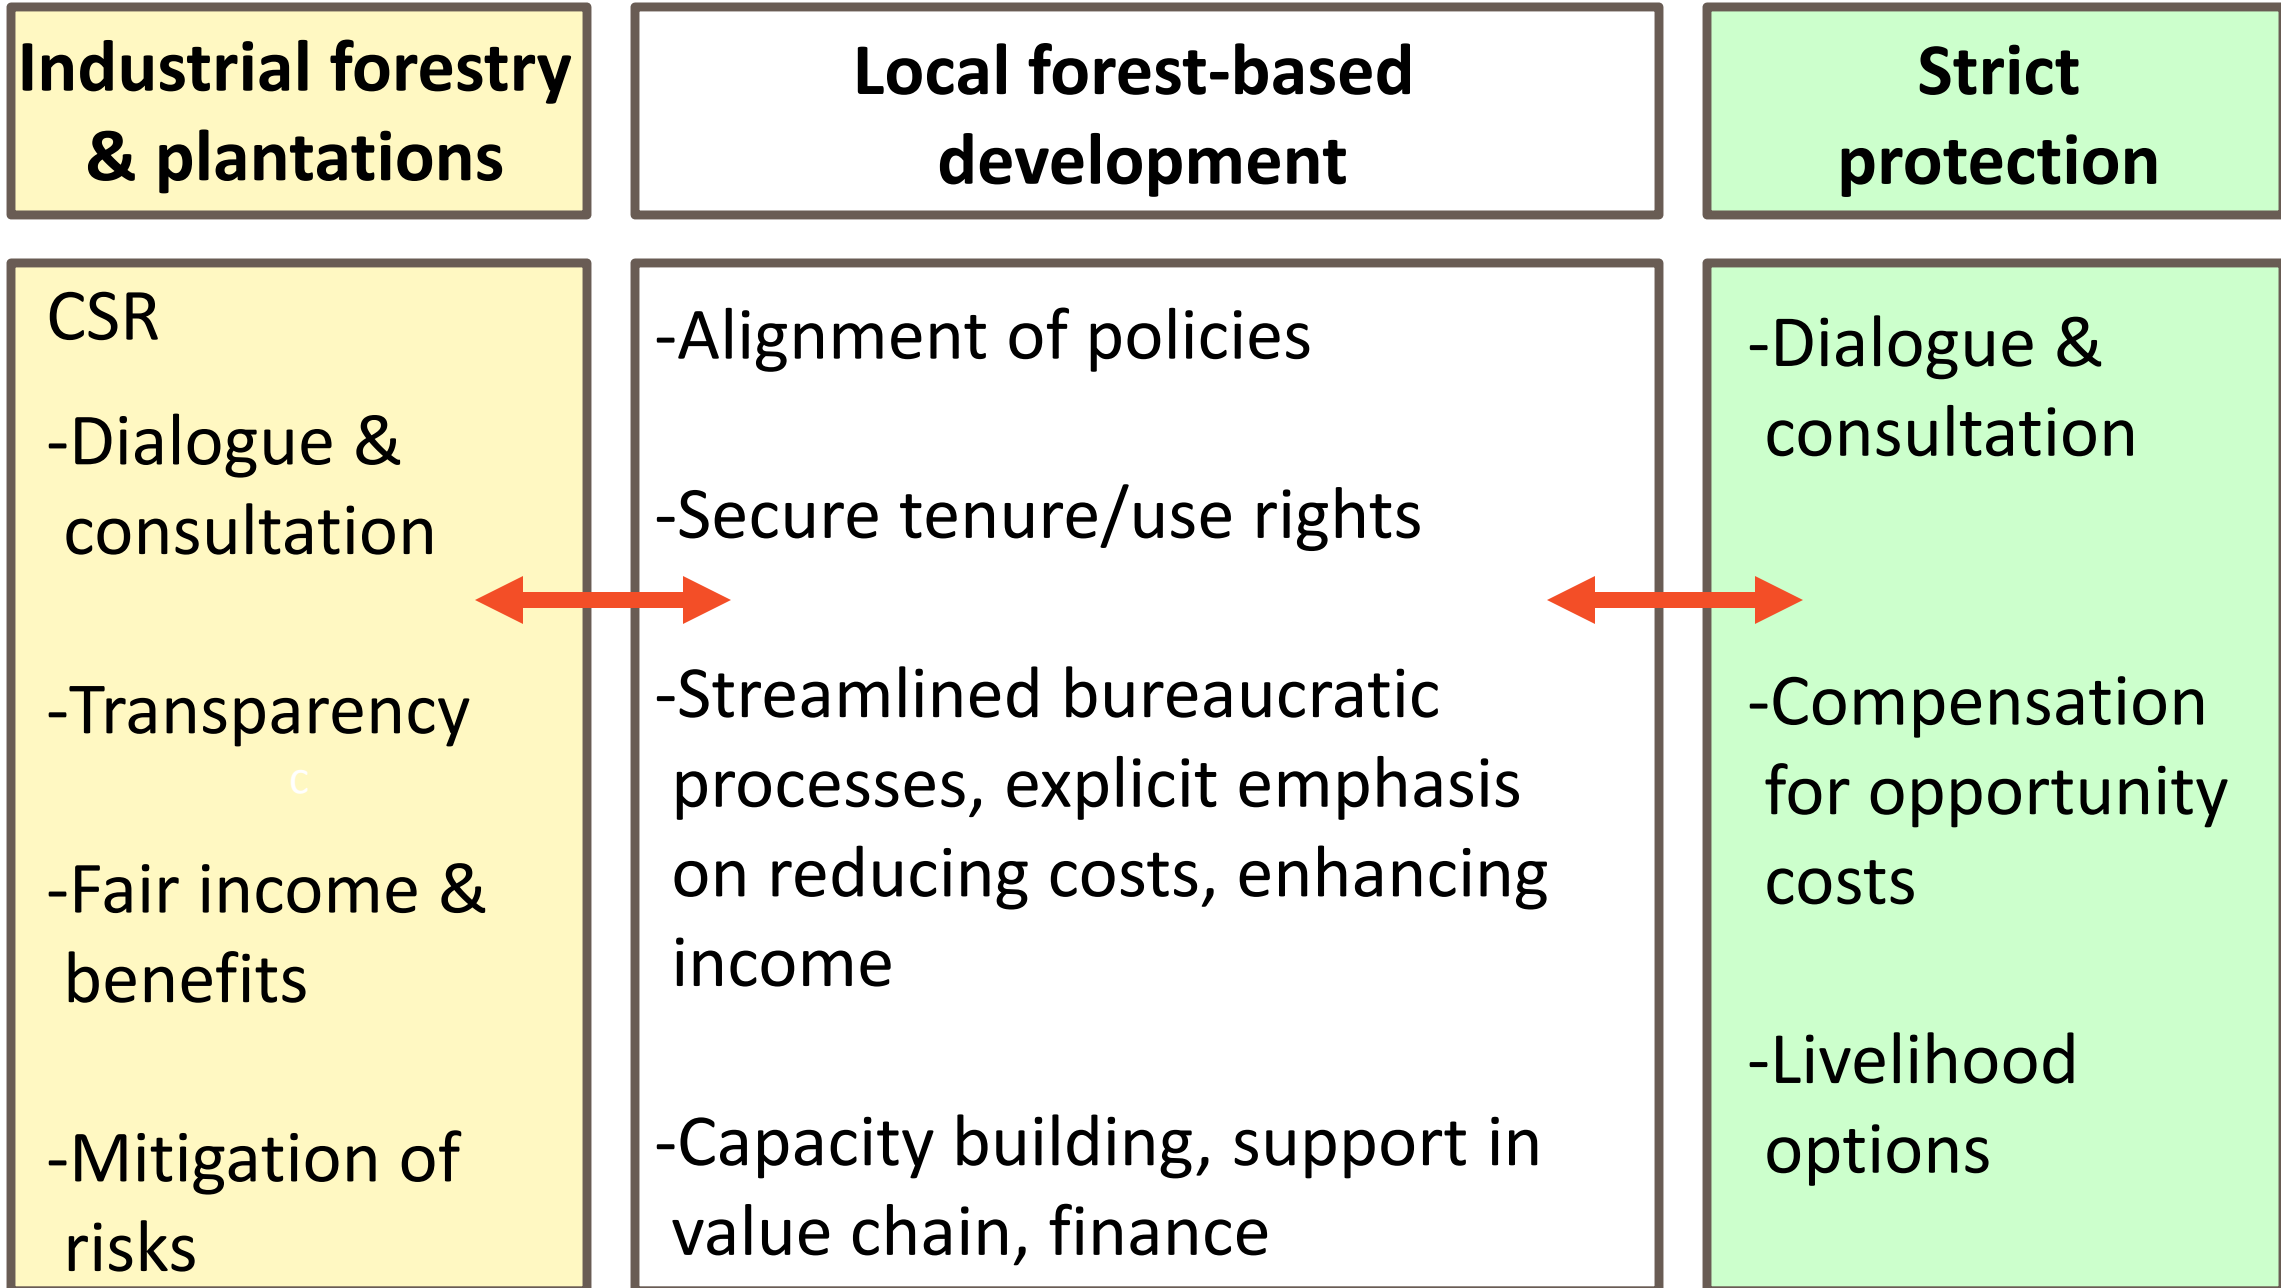 Industrial forestry
& plantations
Local forest-based
development
Strict
protection
CSR
-Dialogue &
consultation
-Transparency
c
-Fair income &
benefits
-Mitigation of
risks
-Alignment of policies
-Secure tenure/use rights
-Streamlined bureaucratic
processes, explicit emphasis
on reducing costs, enhancing
income
-Capacity building, support in
value chain, finance
-Dialogue &
consultation
-Compensation
for opportunity
costs
-Livelihood
options